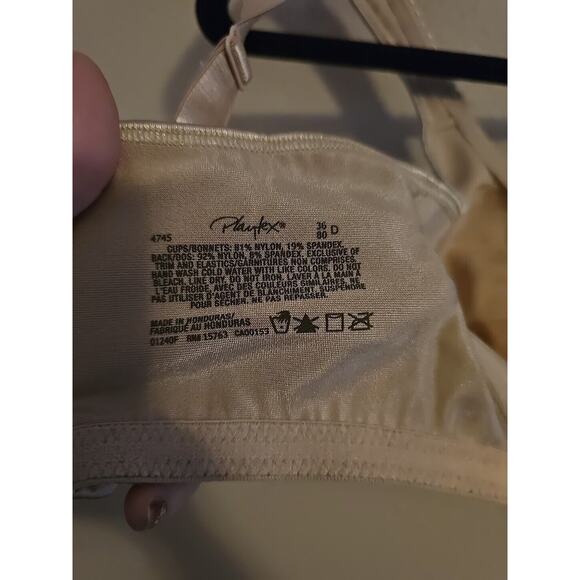 Playtex®
4745
36
80 D
CUPS/BONNETS: 81% NYLON, 19% SPANDEX.
BACK/DOS: 92% NYLON, 8% SPANDEX. EXCLUSIVE OF
TRIM AND ELASTICS/GARNITURES NON COMPRISES.
HAND WASH COLD WATER WITH LIKE COLORS. DO NOT
BLEACH. LINE DRY. DO NOT IRON. LAVER À LA MAIN À
L'EAU FROIDE, AVEC DES COULEURS SIMILAIRES. NE
PAS UTILISER D'AGENT DE BLANCHIMENT. SUSPENDRE
POUR SÉCHER. NE PAS REPASSER.
MADE IN HONDURAS/
FABRIQUÉ AU HONDURAS
01240F RN# 15763 CA00153